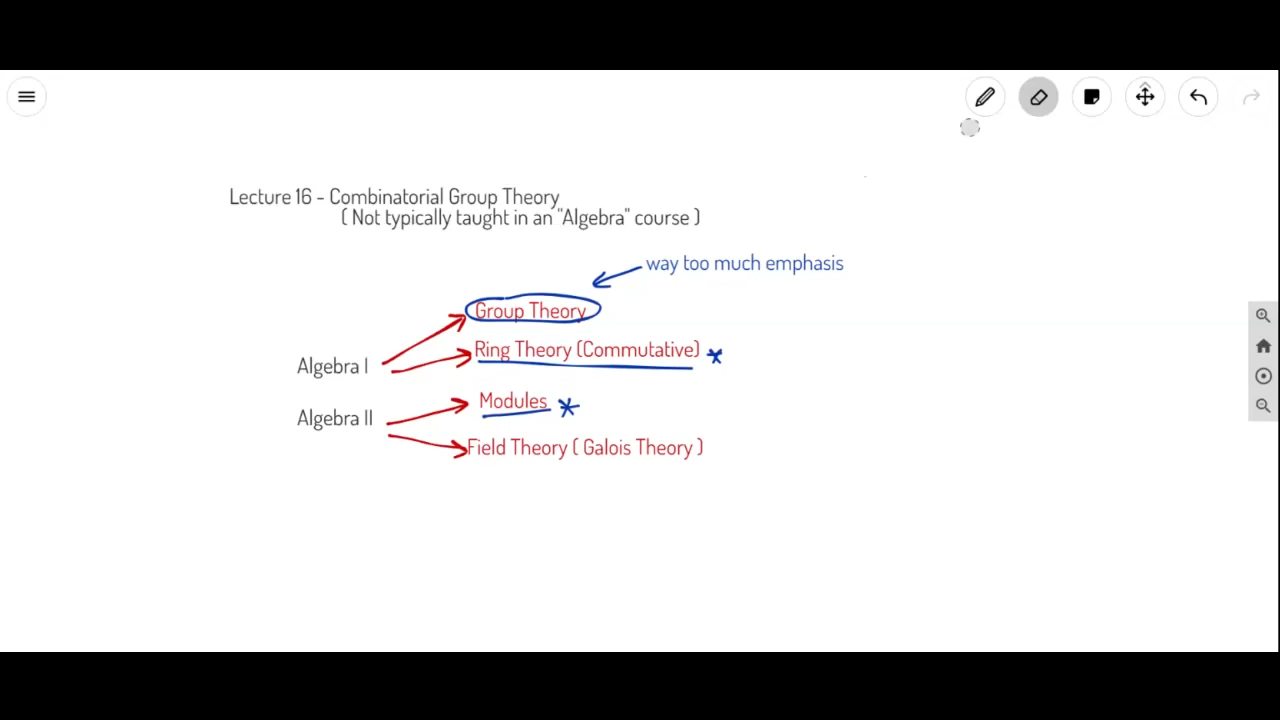 Lecture 16 - Combinatorial Group Theory
( Not typically taught in an "Algebra" course )
way too much emphasis
Group Theory
Ring Theory (Commutative) *
Algebra I
Modules *
Algebra II
Field Theory ( Galois Theory )